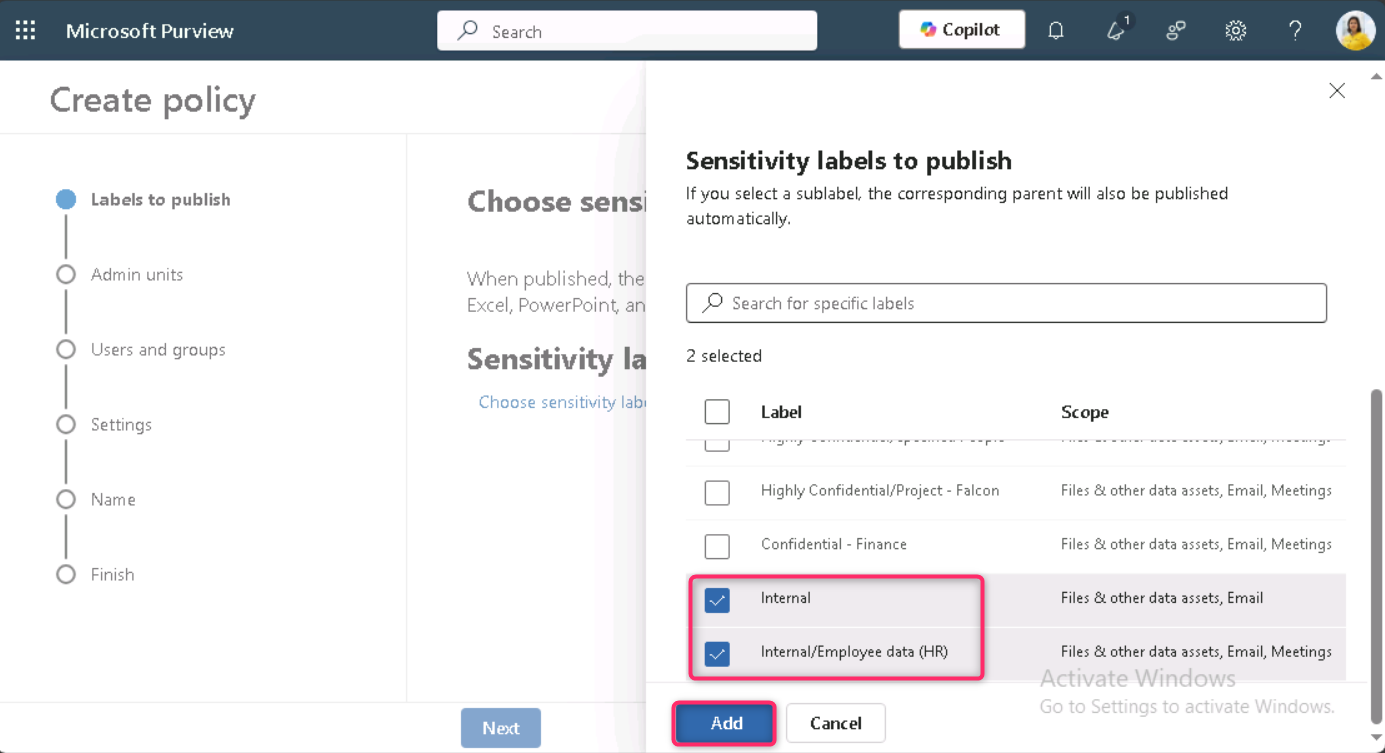 Microsoft Purview
Search
Copilot
1
Create policy
Labels to publish
Admin units
Users and groups
Settings
Name
Finish
Choose sensi
When published, the
Excel, PowerPoint, an
Sensitivity la
Choose sensitivity labe
Next
Sensitivity labels to publish
If you select a sublabel, the corresponding parent will also be published
automatically.
Search for specific labels
2 selected
Label Scope
Highly Confidential/Project - Falcon Files & other data assets, Email, Meetings
Confidential - Finance Files & other data assets, Email, Meetings
Internal Files & other data assets, Email
Internal/Employee data (HR) Files & other data assets, Email, Meetings
Add
Cancel
Activate Windows
Go to Settings to activate Windows.